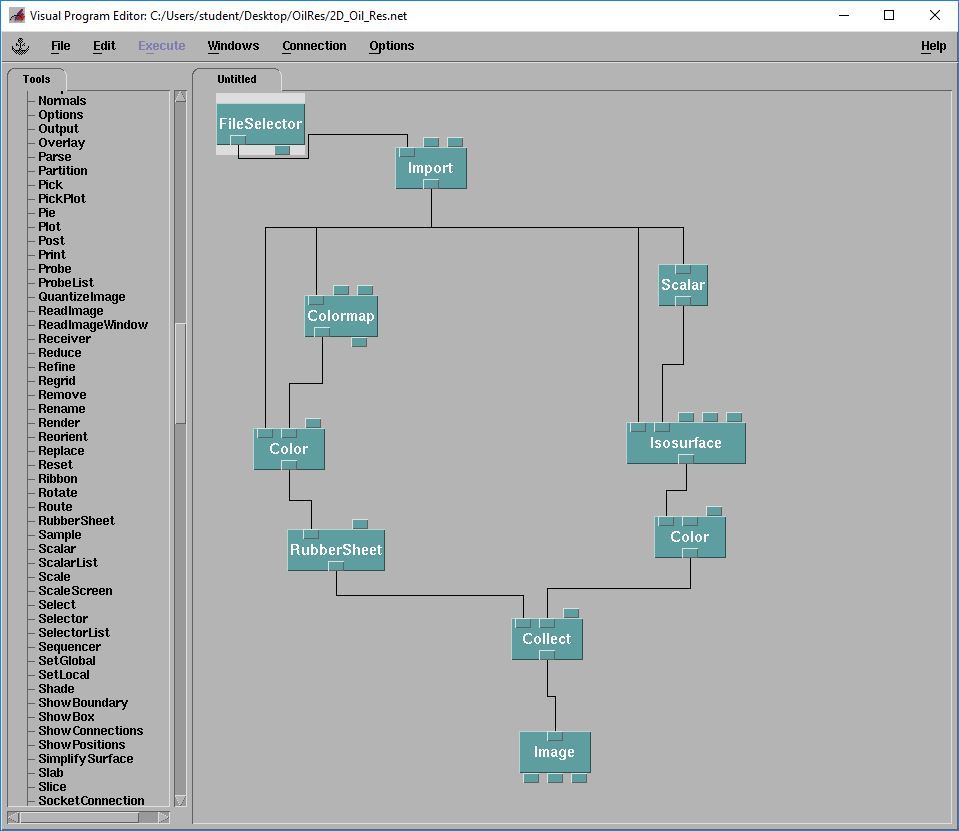 Visual Program Editor: C:/Users/student/Desktop/OilRes/2D_Oil_Res.net
File Edit Execute Windows Connection Options Help
Tools
Normals
Options
Output
Overlay
Parse
Partition
Pick
PickPlot
Pie
Plot
Post
Print
Probe
ProbeList
QuantizeImage
ReadImage
ReadImageWindow
Receiver
Reduce
Refine
Regrid
Remove
Rename
Render
Reorient
Replace
Reset
Ribbon
Rotate
Route
RubberSheet
Sample
Scalar
ScalarList
Scale
ScaleScreen
Select
Selector
SelectorList
Sequencer
SetGlobal
SetLocal
Shade
ShowBoundary
ShowBox
ShowConnections
ShowPositions
SimplifySurface
Slab
Slice
SocketConnection
Untitled
FileSelector
Import
Scalar
Colormap
Color
Isosurface
Color
RubberSheet
Collect
Image